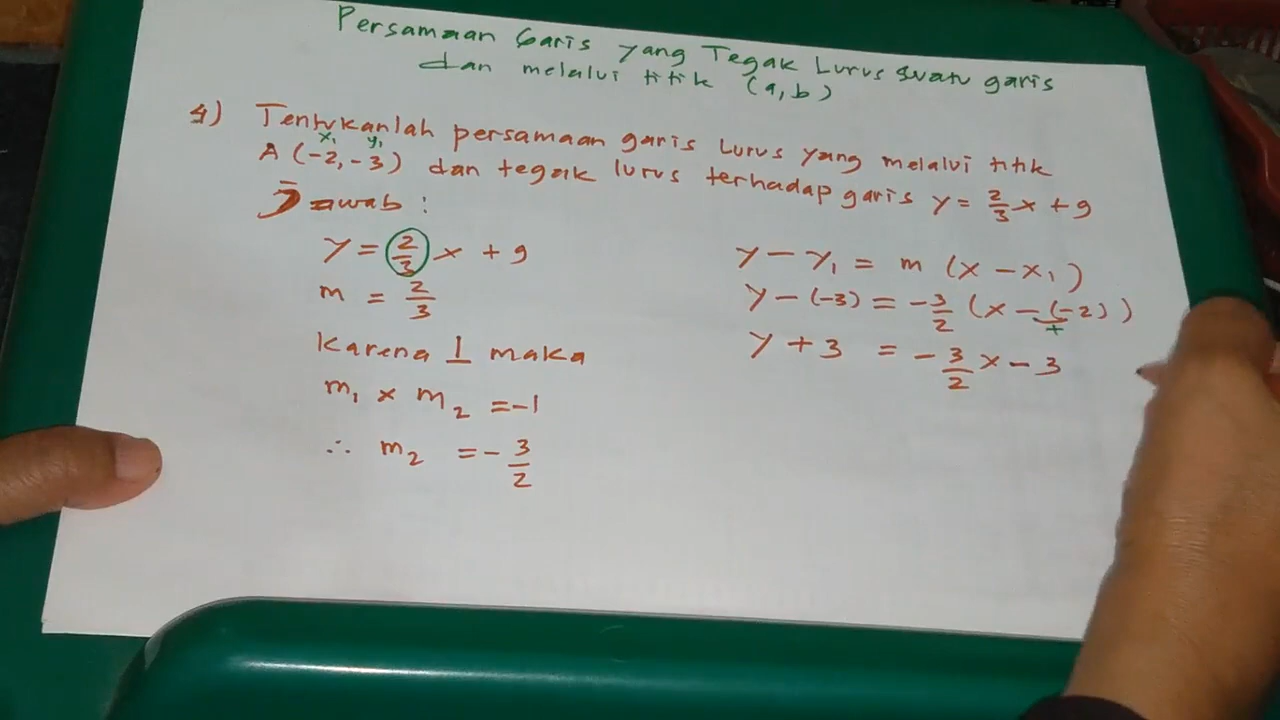 Persamaan Garis yang Tegak Lurus suatu garis
dan melalui titik (a,b)
4) Tentukanlah persamaan garis Lurus yang melalui titik
x₁ y₁
A (-2,-3) dan tegak lurus terhadap garis y = 2/3 x + 9
Jawab :
y = 2/3 x + 9
m = 2/3
Karena ⊥ maka
m₁ × m₂ = -1
∴ m₂ = - 3/2
y - y₁ = m (x - x₁)
y - (-3) = - 3/2 (x - (-2))
+
y + 3 = - 3/2 x - 3